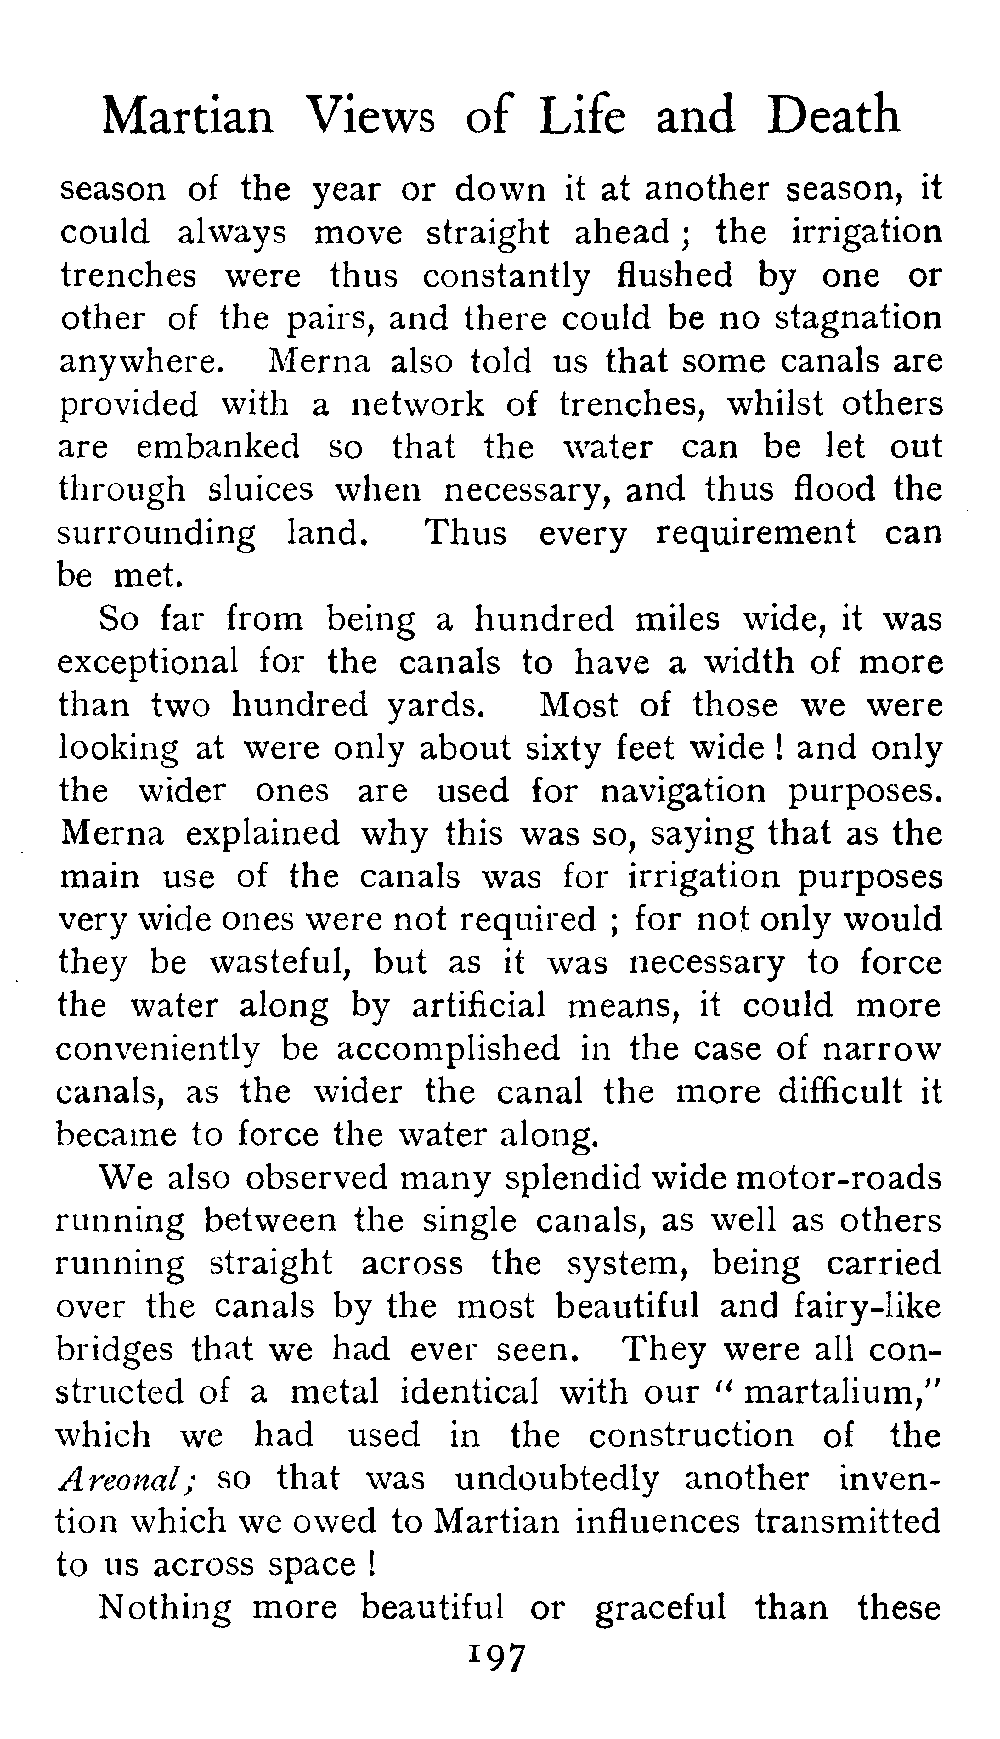 Martian Views of Life and Death
season of the year or down it at another season, it
could always move straight ahead ; the irrigation
trenches were thus constantly flushed by one or
other of the pairs, and there could be no stagnation
anywhere. Merna also told us that some canals are
provided with a network of trenches, whilst others
are embanked so that the water can be let out
through sluices when necessary, and thus flood the
surrounding land. Thus every requirement can
be met.
So far from being a hundred miles wide, it was
exceptional for the canals to have a width of more
than two hundred yards. Most of those we were
looking at were only about sixty feet wide ! and only
the wider ones are used for navigation purposes.
Merna explained why this was so, saying that as the
main use of the canals was for irrigation purposes
very wide ones were not required ; for not only would
they be wasteful, but as it was necessary to force
the water along by artificial means, it could more
conveniently be accomplished in the case of narrow
canals, as the wider the canal the more difficult it
became to force the water along.
We also observed many splendid wide motor-roads
running between the single canals, as well as others
running straight across the system, being carried
over the canals by the most beautiful and fairy-like
bridges that we had ever seen. They were all con-
structed of a metal identical with our " martalium,"
which we had used in the construction of the
Areonal; so that was undoubtedly another inven-
tion which we owed to Martian influences transmitted
to us across space !
Nothing more beautiful or graceful than these
197